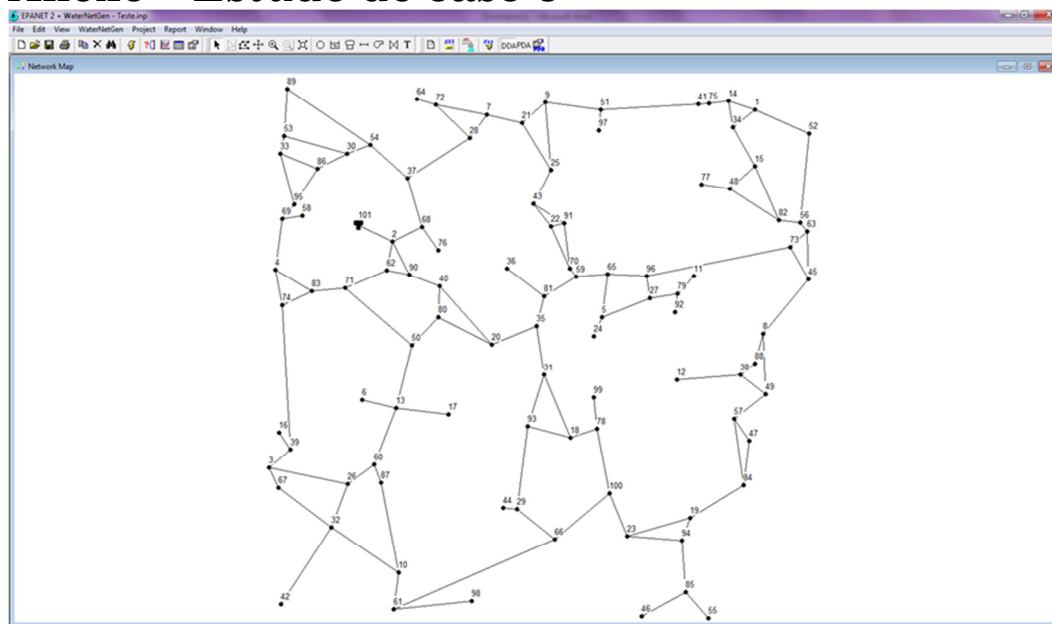 EPANET 2 + WaterNetGen - Teste.inp
File Edit View WaterNetGen Project Report Window Help
T DDA PDA
Network Map
89
64 72 9 14
7 51 41 75 1
21
53 54 28 97 34 52
33 30
86 25 15
37 77 48
95 43
69 58 22 91 82 56
101 68 63
2 76 73
4 62 90 36 70 59 65 96 11 45
83 71 40 81 27 79
74 80 5 92
35 24 8
50 20
88
31 12 38
6 99 49
13 17
93 57
16 18 78 47
39
3 60
67 26 87 84
44 29 100
32 19
66 23 94
10
42 61 98 85
46 55